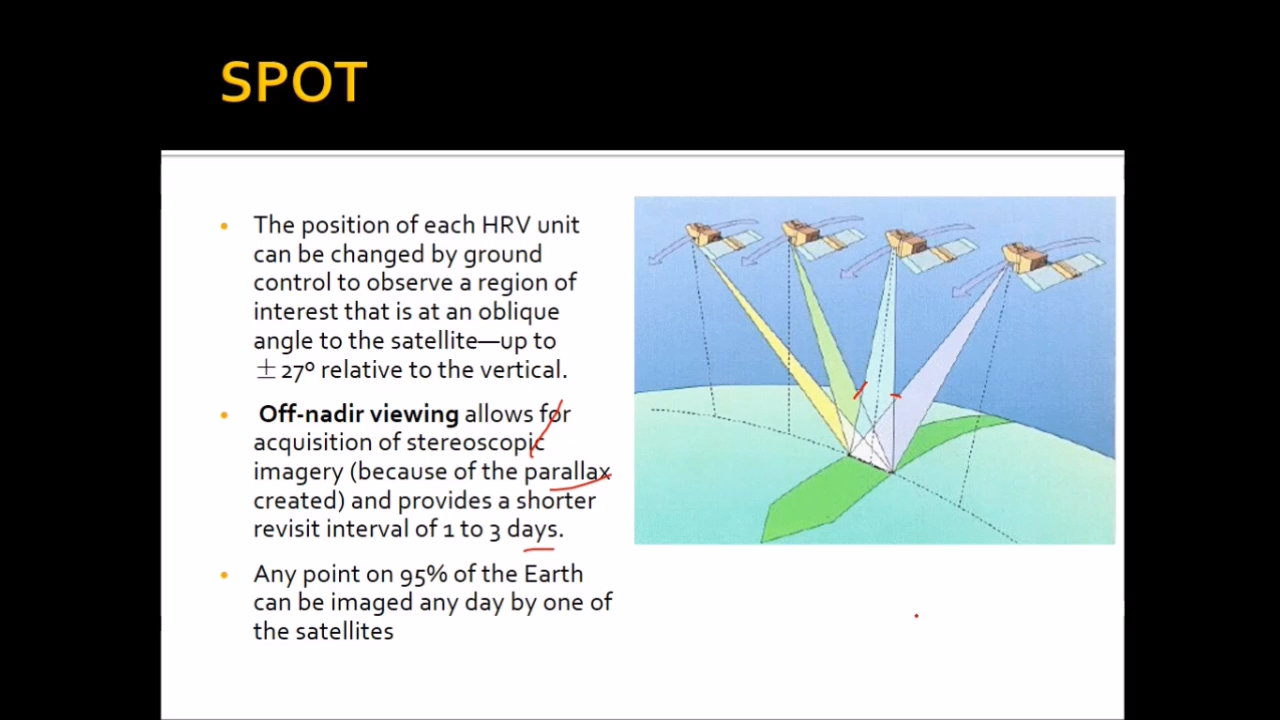 SPOT
The position of each HRV unit
can be changed by ground
control to observe a region of
interest that is at an oblique
angle to the satellite—up to
±27º relative to the vertical.
Off-nadir viewing allows for
acquisition of stereoscopic
imagery (because of the parallax
created) and provides a shorter
revisit interval of 1 to 3 days.
Any point on 95% of the Earth
can be imaged any day by one of
the satellites